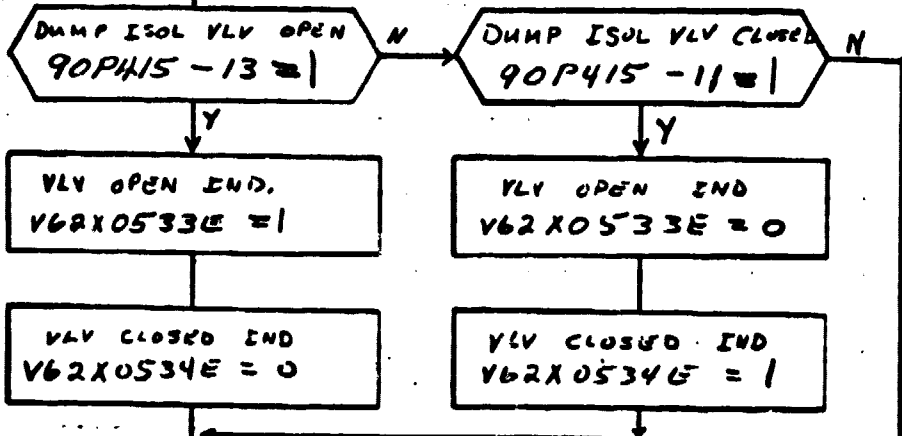 DUMP ISOL VLV OPEN
90P415-13=1
N
DUMP ISOL VLV CLOSED
90P415-11=1
N
Y
Y
VLV OPEN IND.
V62X0533E=1
VLV OPEN IND
V62X0533E=0
VLV CLOSED IND
V62X0534E=0
VLV CLOSED IND
V62X0534E=1